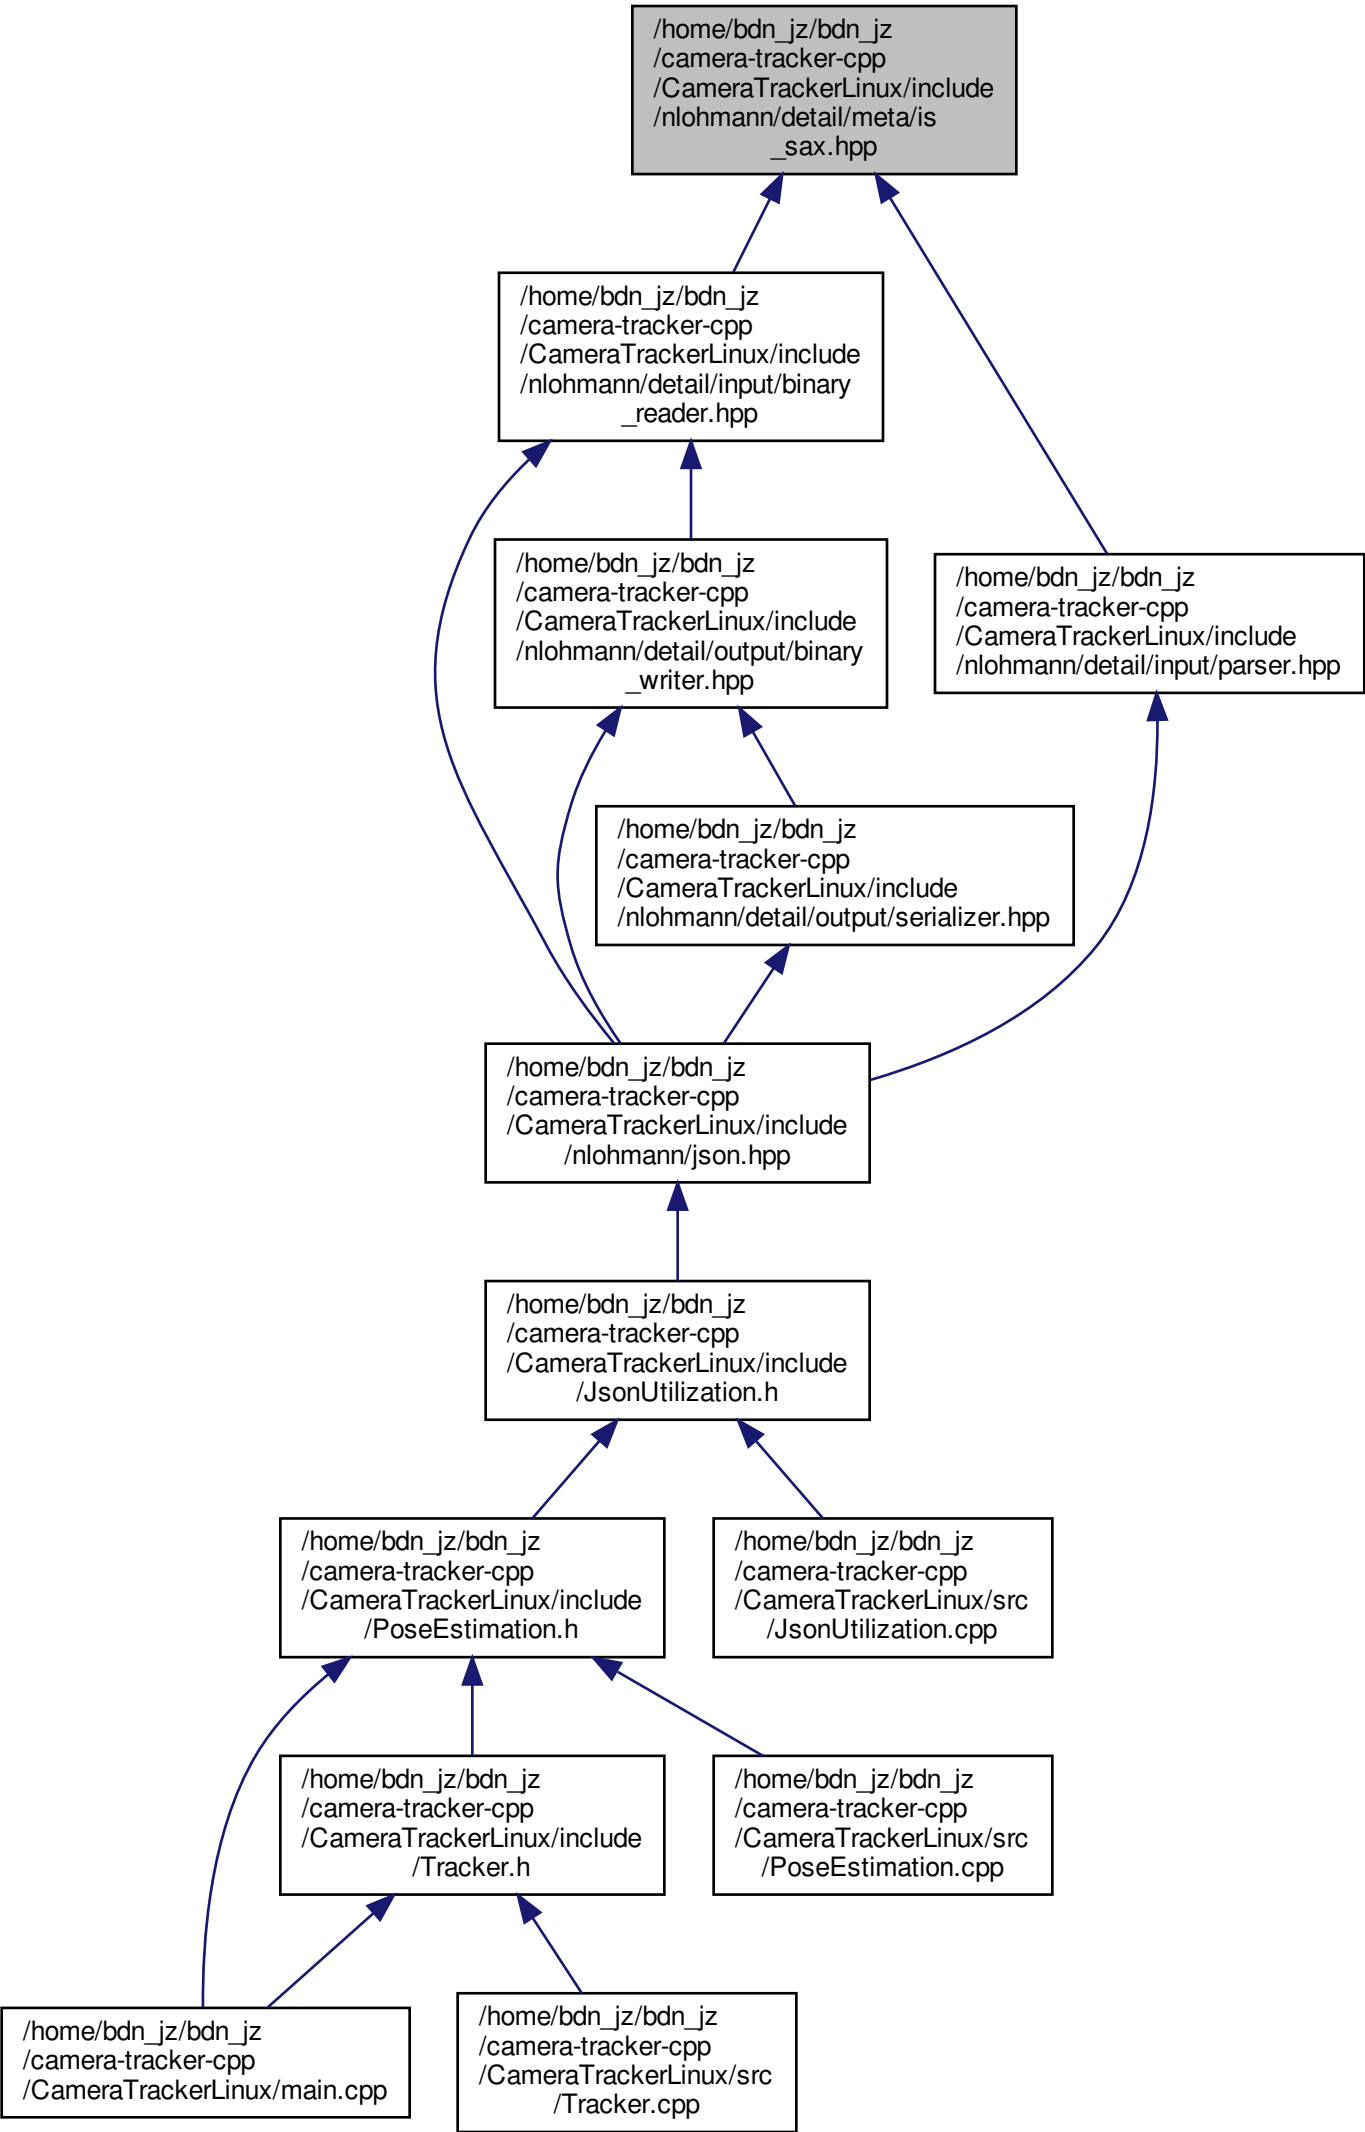 /home/bdn_jz/bdn_jz
/camera-tracker-cpp
/CameraTrackerLinux/include
/nlohmann/detail/meta/is
_sax.hpp
/home/bdn_jz/bdn_jz
/camera-tracker-cpp
/CameraTrackerLinux/include
/nlohmann/detail/input/binary
_reader.hpp
/home/bdn_jz/bdn_jz
/camera-tracker-cpp
/CameraTrackerLinux/include
/nlohmann/detail/output/binary
_writer.hpp
/home/bdn_jz/bdn_jz
/camera-tracker-cpp
/CameraTrackerLinux/include
/nlohmann/detail/input/parser.hpp
/home/bdn_jz/bdn_jz
/camera-tracker-cpp
/CameraTrackerLinux/include
/nlohmann/detail/output/serializer.hpp
/home/bdn_jz/bdn_jz
/camera-tracker-cpp
/CameraTrackerLinux/include
/nlohmann/json.hpp
/home/bdn_jz/bdn_jz
/camera-tracker-cpp
/CameraTrackerLinux/include
/JsonUtilization.h
/home/bdn_jz/bdn_jz
/camera-tracker-cpp
/CameraTrackerLinux/include
/PoseEstimation.h
/home/bdn_jz/bdn_jz
/camera-tracker-cpp
/CameraTrackerLinux/src
/JsonUtilization.cpp
/home/bdn_jz/bdn_jz
/camera-tracker-cpp
/CameraTrackerLinux/include
/Tracker.h
/home/bdn_jz/bdn_jz
/camera-tracker-cpp
/CameraTrackerLinux/src
/PoseEstimation.cpp
/home/bdn_jz/bdn_jz
/camera-tracker-cpp
/CameraTrackerLinux/main.cpp
/home/bdn_jz/bdn_jz
/camera-tracker-cpp
/CameraTrackerLinux/src
/Tracker.cpp